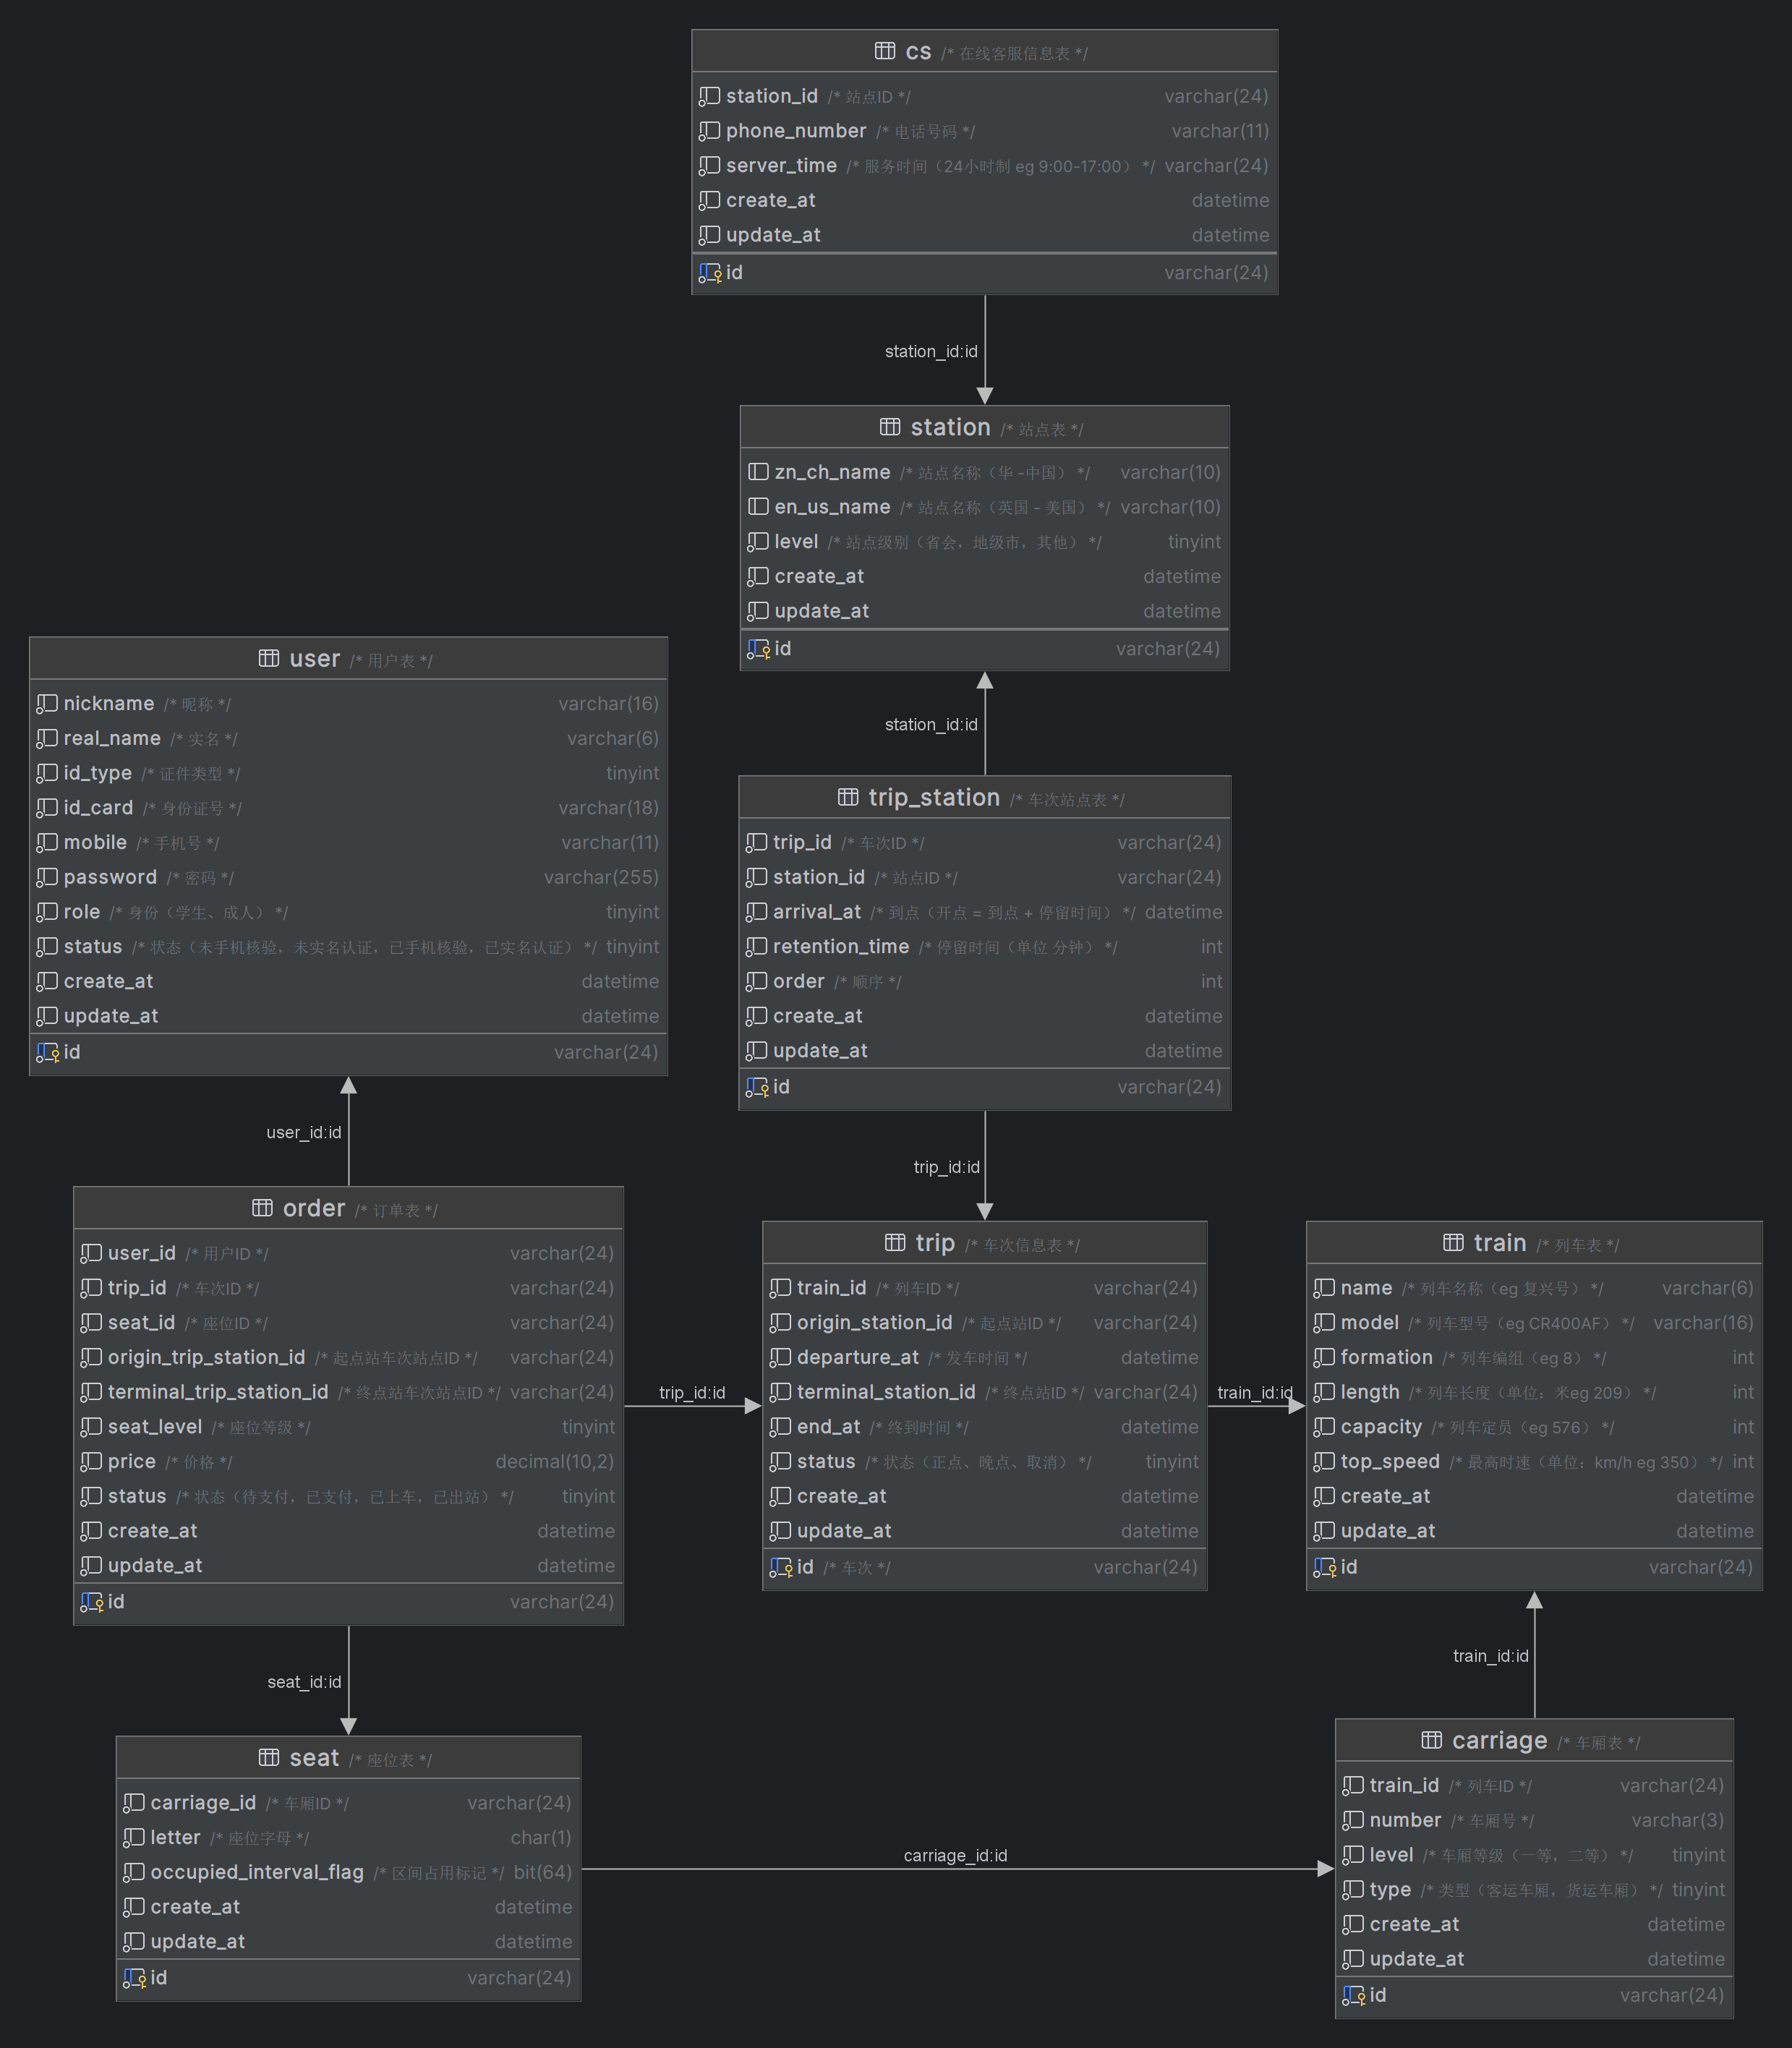 cs /* 在线客服信息表 */
station_id /* 站点ID */ varchar(24)
phone_number /* 电话号码 */ varchar(11)
server_time /* 服务时间（24小时制 eg 9:00-17:00） */ varchar(24)
create_at datetime
update_at datetime
id varchar(24)
station_id:id
station /* 站点表 */
zn_ch_name /* 站点名称（华 -中国） */ varchar(10)
en_us_name /* 站点名称（英国 - 美国） */ varchar(10)
level /* 站点级别（省会，地级市，其他） */ tinyint
create_at datetime
update_at datetime
id varchar(24)
station_id:id
user /* 用户表 */
nickname /* 昵称 */ varchar(16)
real_name /* 实名 */ varchar(6)
id_type /* 证件类型 */ tinyint
id_card /* 身份证号 */ varchar(18)
mobile /* 手机号 */ varchar(11)
password /* 密码 */ varchar(255)
role /* 身份（学生、成人） */ tinyint
status /* 状态（未手机核验，未实名认证，已手机核验，已实名认证） */ tinyint
create_at datetime
update_at datetime
id varchar(24)
user_id:id
trip_station /* 车次站点表 */
trip_id /* 车次ID */ varchar(24)
station_id /* 站点ID */ varchar(24)
arrival_at /* 到点（开点 = 到点 + 停留时间） */ datetime
retention_time /* 停留时间（单位 分钟） */ int
order /* 顺序 */ int
create_at datetime
update_at datetime
id varchar(24)
trip_id:id
order /* 订单表 */
user_id /* 用户ID */ varchar(24)
trip_id /* 车次ID */ varchar(24)
seat_id /* 座位ID */ varchar(24)
origin_trip_station_id /* 起点站车次站点ID */ varchar(24)
terminal_trip_station_id /* 终点站车次站点ID */ varchar(24)
seat_level /* 座位等级 */ tinyint
price /* 价格 */ decimal(10,2)
status /* 状态（待支付，已支付，已上车，已出站） */ tinyint
create_at datetime
update_at datetime
id varchar(24)
trip_id:id
trip /* 车次信息表 */
train_id /* 列车ID */ varchar(24)
origin_station_id /* 起点站ID */ varchar(24)
departure_at /* 发车时间 */ datetime
terminal_station_id /* 终点站ID */ varchar(24)
end_at /* 终到时间 */ datetime
status /* 状态（正点、晚点、取消） */ tinyint
create_at datetime
update_at datetime
id /* 车次 */ varchar(24)
train_id:id
train /* 列车表 */
name /* 列车名称（eg 复兴号） */ varchar(6)
model /* 列车型号（eg CR400AF） */ varchar(16)
formation /* 列车编组（eg 8） */ int
length /* 列车长度（单位：米eg 209） */ int
capacity /* 列车定员（eg 576） */ int
top_speed /* 最高时速（单位：km/h eg 350） */ int
create_at datetime
update_at datetime
id varchar(24)
seat_id:id
train_id:id
seat /* 座位表 */
carriage_id /* 车厢ID */ varchar(24)
letter /* 座位字母 */ char(1)
occupied_interval_flag /* 区间占用标记 */ bit(64)
create_at datetime
update_at datetime
id varchar(24)
carriage_id:id
carriage /* 车厢表 */
train_id /* 列车ID */ varchar(24)
number /* 车厢号 */ varchar(3)
level /* 车厢等级（一等，二等） */ tinyint
type /* 类型（客运车厢，货运车厢） */ tinyint
create_at datetime
update_at datetime
id varchar(24)